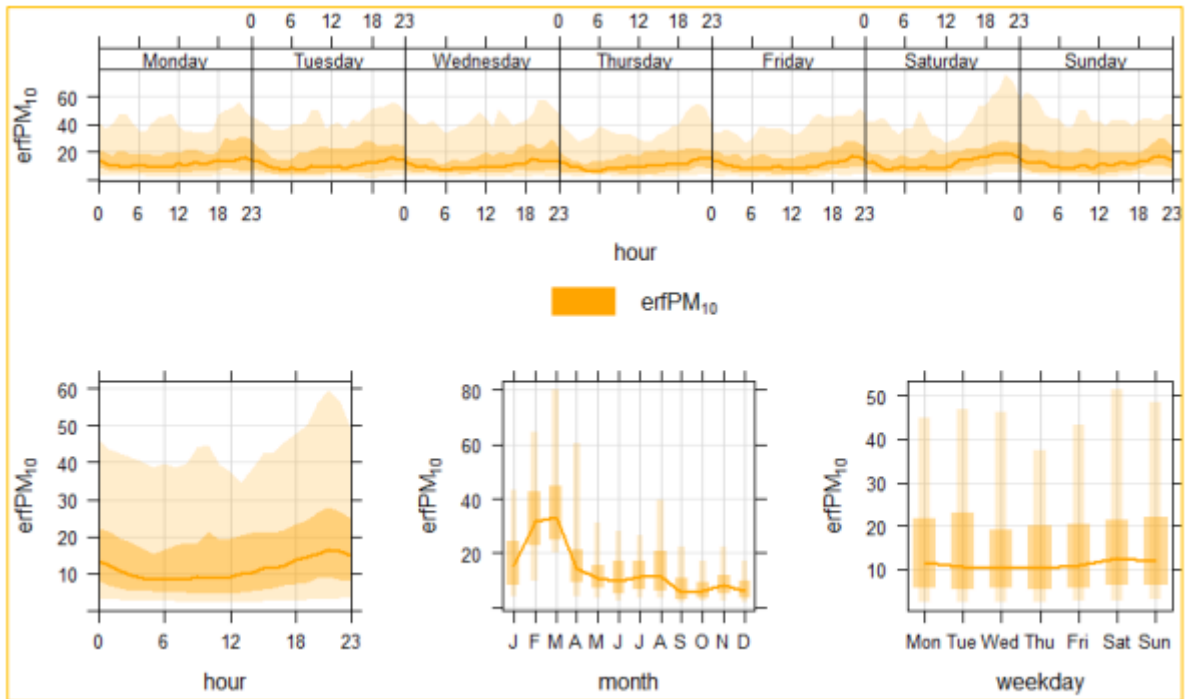 0 6 12 18 23 0 6 12 18 23 0 6 12 18 23
Monday Tuesday Wednesday Thursday Friday Saturday Sunday
erfPM₁₀
60
40
20
0 6 12 18 23 0 6 12 18 23 0 6 12 18 23 0 6 12 18 23
hour
erfPM₁₀
erfPM₁₀
60
50
40
30
20
10
0 6 12 18 23
hour
erfPM₁₀
80
60
40
20
J F M A M J J A S O N D
month
erfPM₁₀
50
40
30
20
10
Mon Tue Wed Thu Fri Sat Sun
weekday